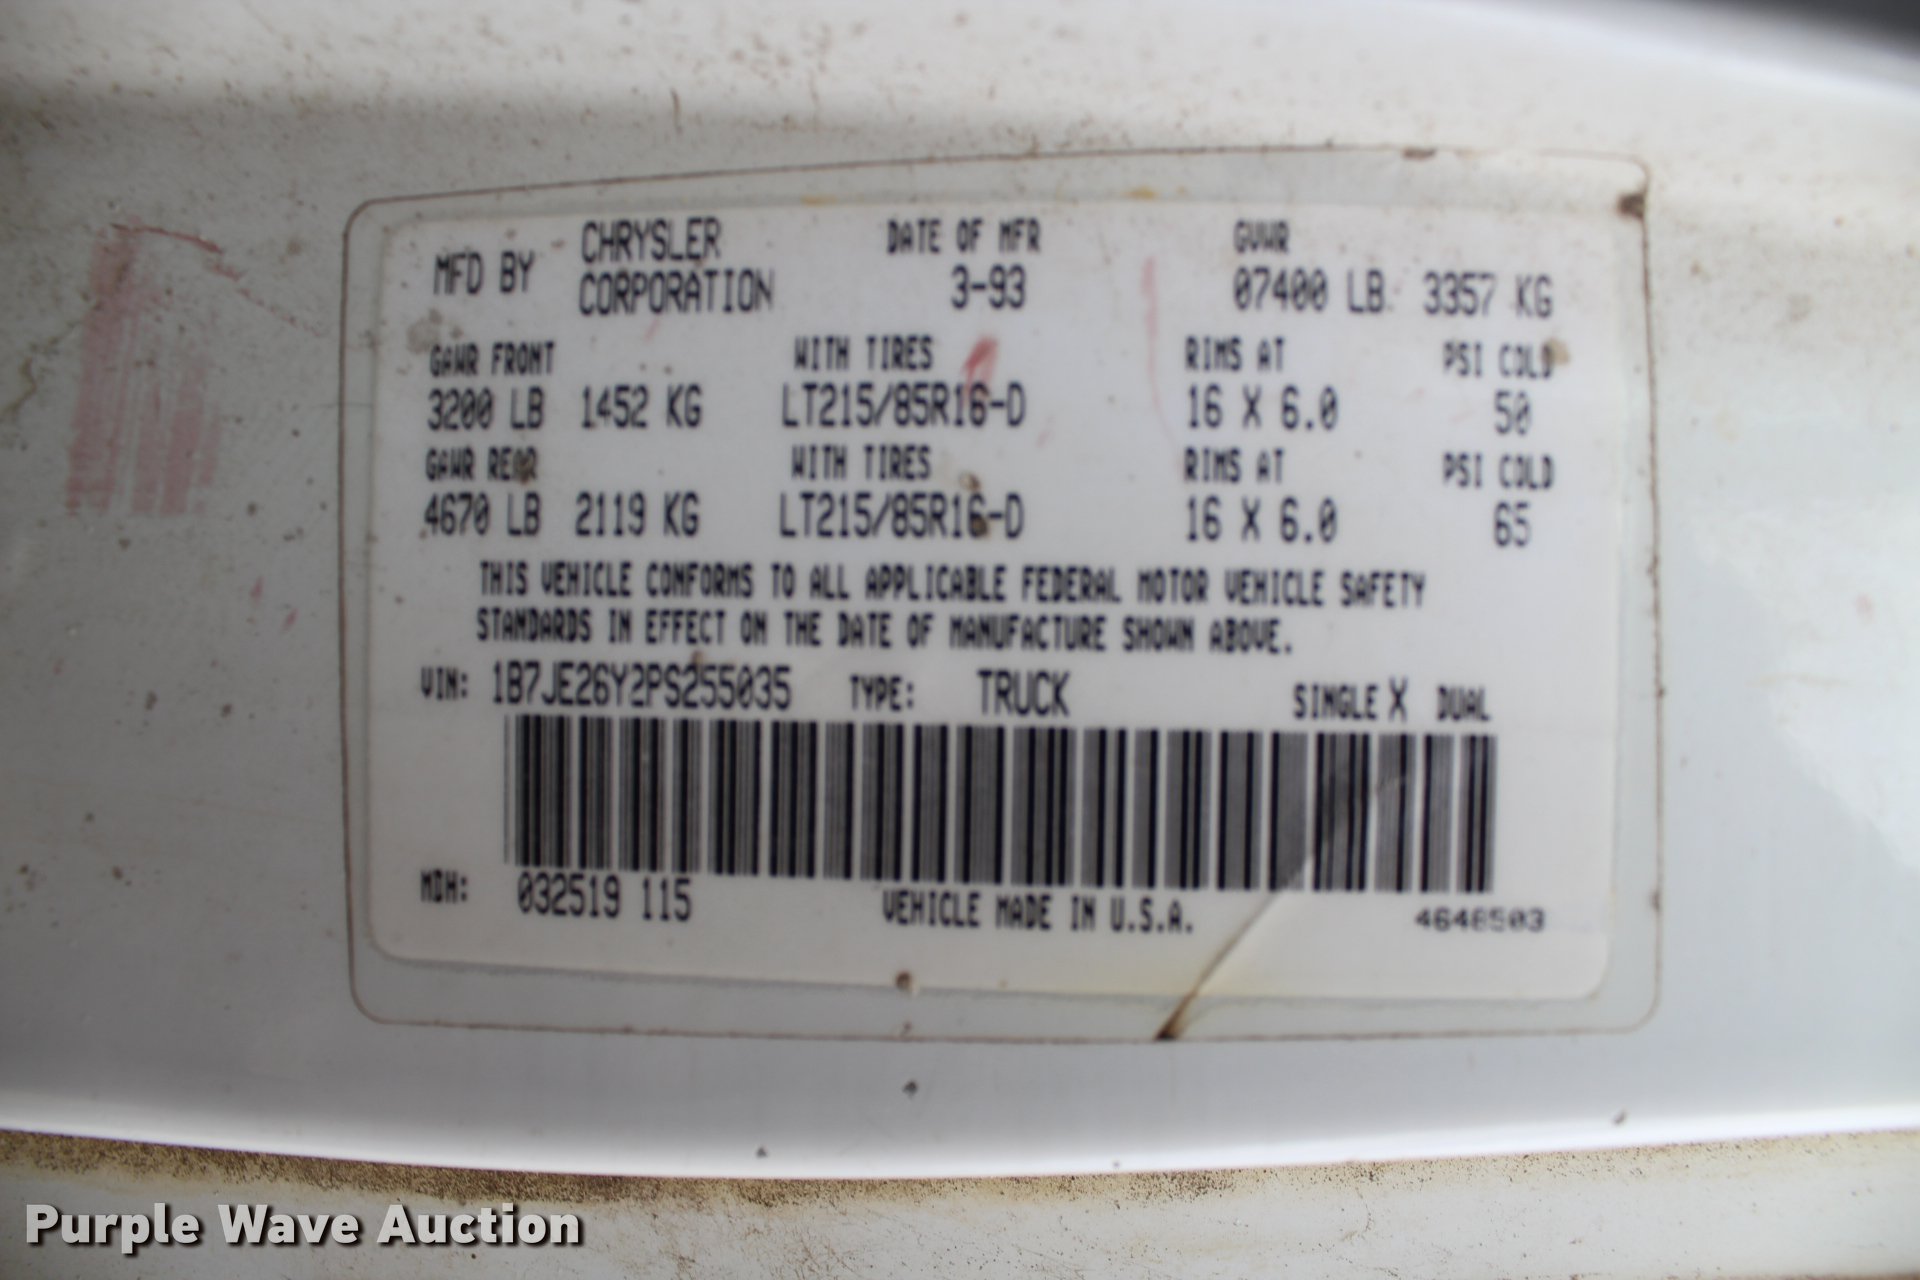 MFD BY CHRYSLER CORPORATION DATE OF MFR 3-93 GVWR 07400 LB 3357 KG
GAWR FRONT WITH TIRES RIMS AT PSI COLD
3200 LB 1452 KG LT215/85R16-D 16 X 6.0 50
GAWR REAR WITH TIRES RIMS AT PSI COLD
4670 LB 2119 KG LT215/85R16-D 16 X 6.0 65
THIS VEHICLE CONFORMS TO ALL APPLICABLE FEDERAL MOTOR VEHICLE SAFETY
STANDARDS IN EFFECT ON THE DATE OF MANUFACTURE SHOWN ABOVE.
VIN: 1B7JE26Y2PS255035 TYPE: TRUCK SINGLE X DUAL
MDH: 032519 115 VEHICLE MADE IN U.S.A. 4648503
Purple Wave Auction